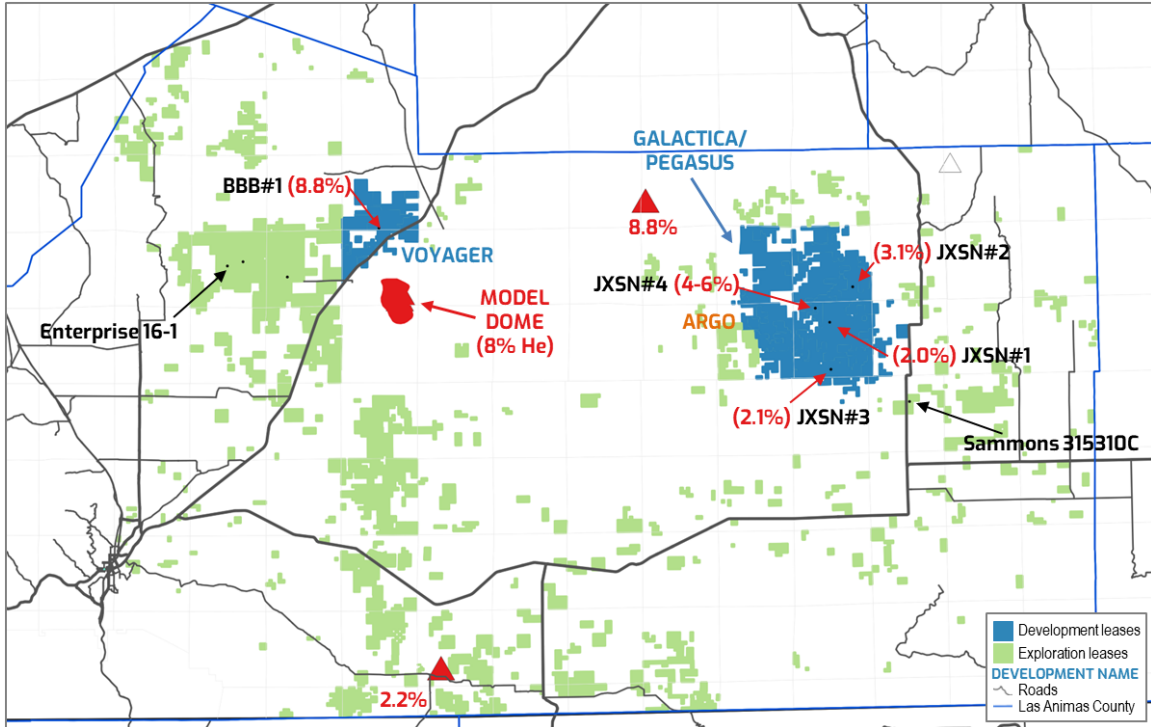 GALACTICA/
PEGASUS
BBB#1 (8.8%)
8.8%
VOYAGER
(3.1%) JXSN#2
JXSN#4 (4-6%)
MODEL
DOME
(8% He)
ARGO
Enterprise 16-1
(2.0%) JXSN#1
(2.1%) JXSN#3
Sammons 315310C
2.2%
Development leases
Exploration leases
DEVELOPMENT NAME
Roads
Las Animas County